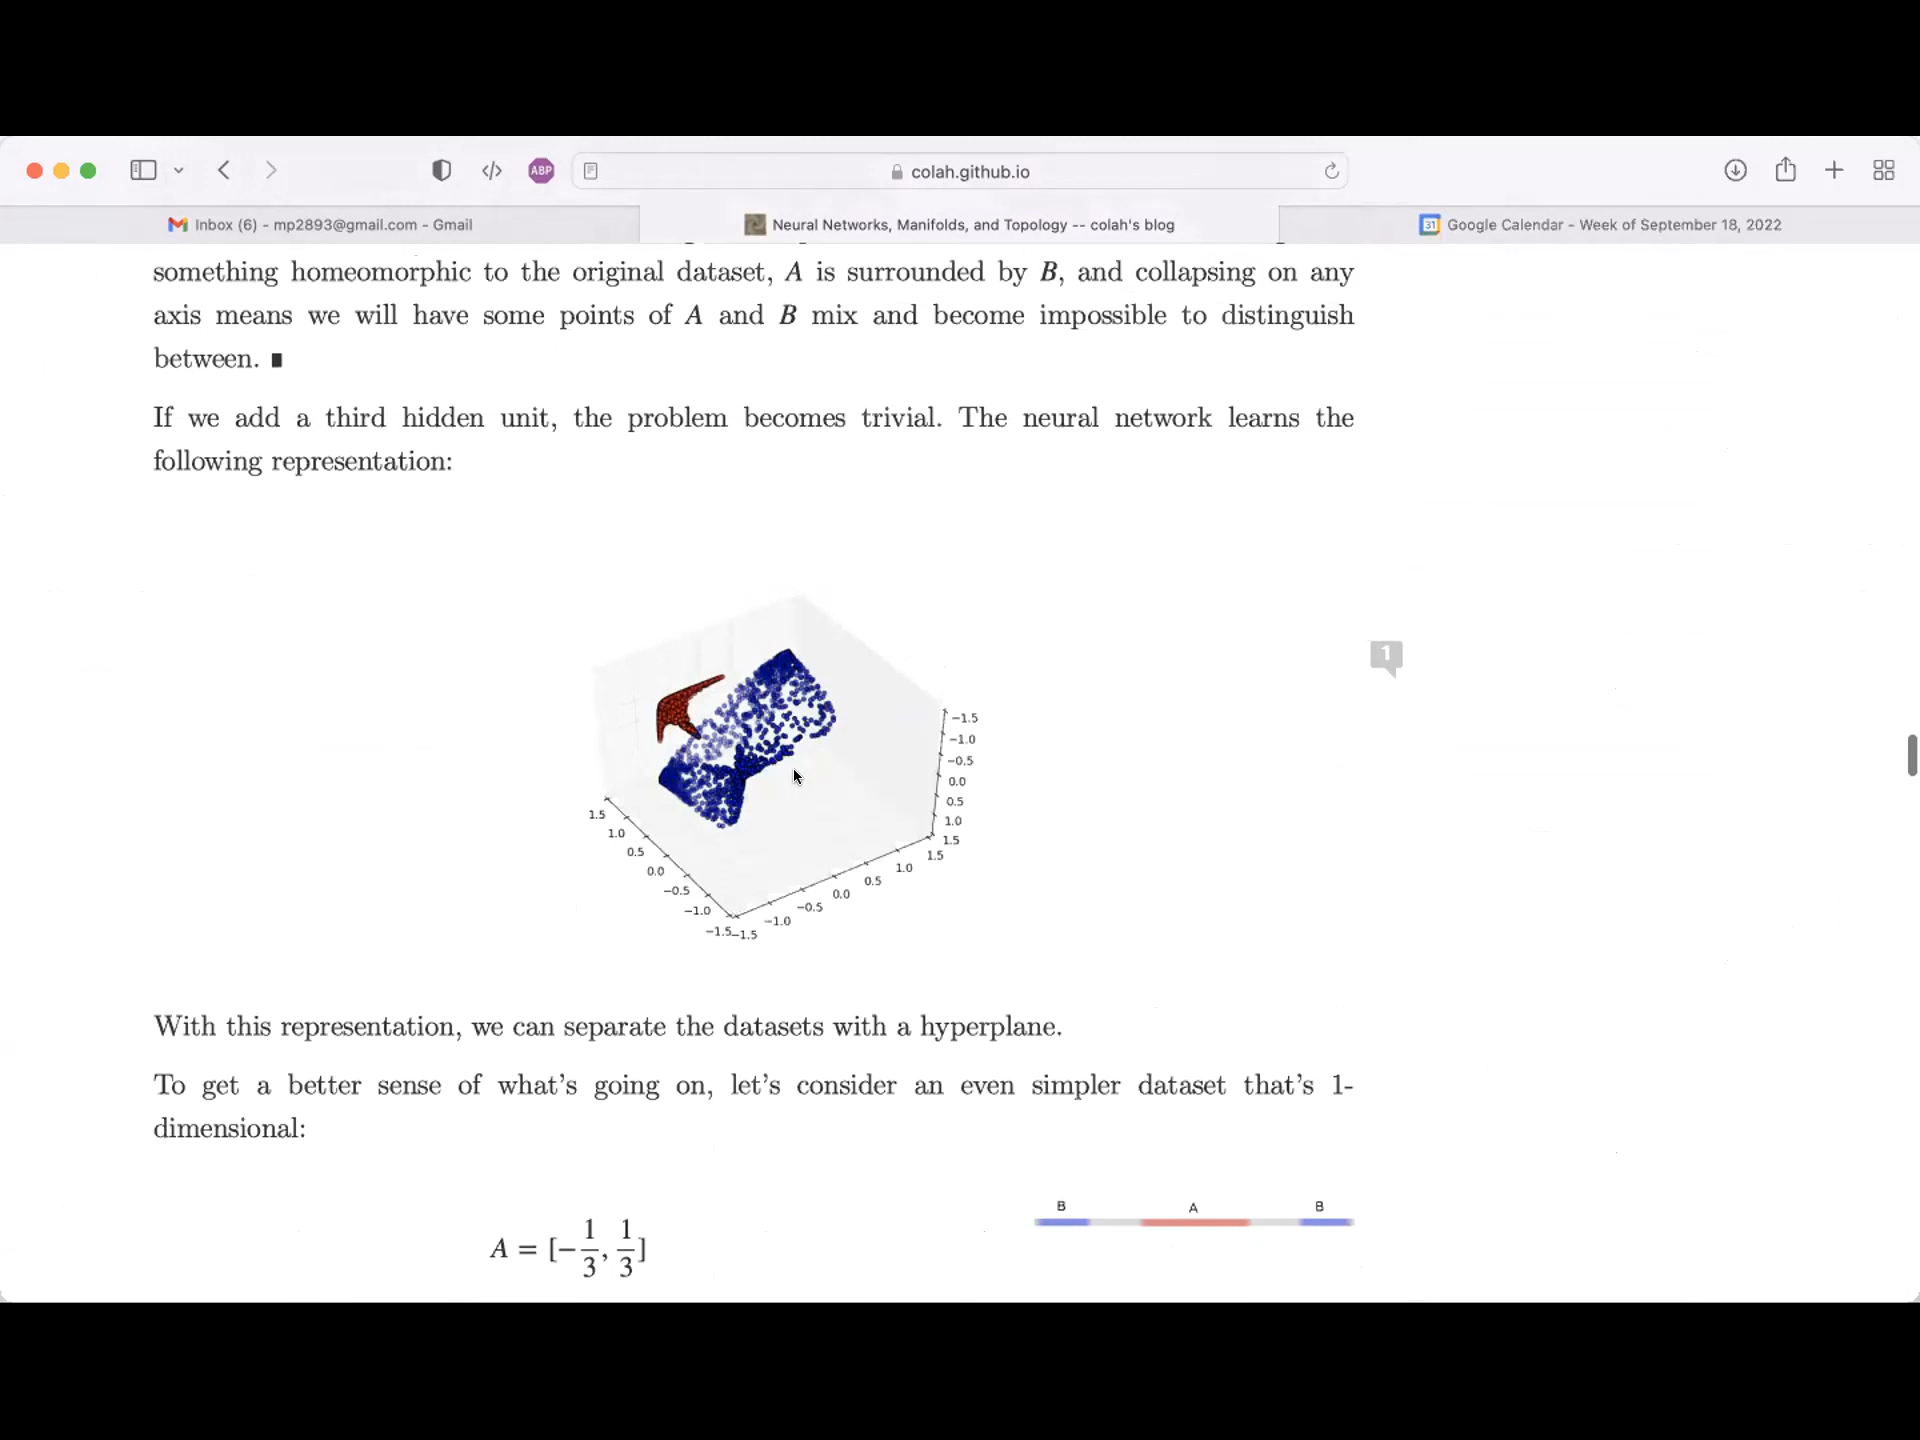 ABP
colah.github.io
Inbox (6) - mp2893@gmail.com - Gmail
Neural Networks, Manifolds, and Topology -- colah's blog
31
Google Calendar - Week of September 18, 2022
something homeomorphic to the original dataset, A is surrounded by B, and collapsing on any
axis means we will have some points of A and B mix and become impossible to distinguish
between. ∎
If we add a third hidden unit, the problem becomes trivial. The neural network learns the
following representation:
1
−1.5
−1.0
−0.5
0.0
0.5
1.0
1.5
1.5
1.0
0.5
0.0
−0.5
−1.0
−1.5
−1.5
−1.0
−0.5
0.0
0.5
1.0
1.5
With this representation, we can separate the datasets with a hyperplane.
To get a better sense of what's going on, let's consider an even simpler dataset that's 1-
dimensional:
B A B
A = [−1/3, 1/3]